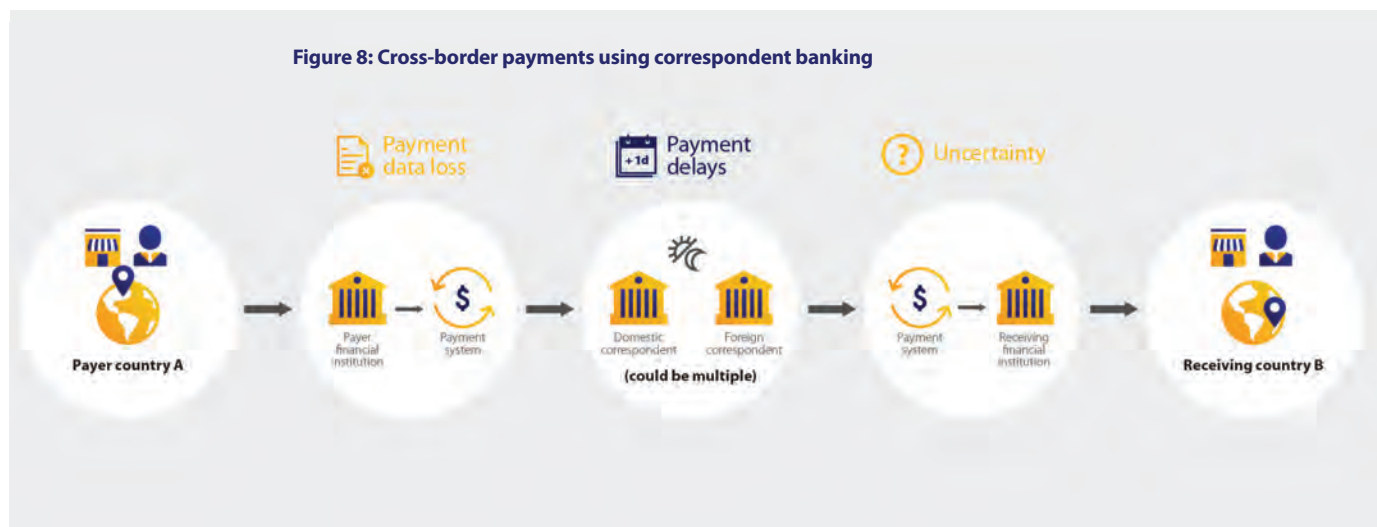 Figure 8: Cross-border payments using correspondent banking
Payment
data loss
+1d
Payment
delays
?
Uncertainty
Payer country A
Payer
financial
institution
$
Payment
system
Domestic
correspondent
Foreign
correspondent
(could be multiple)
$
Payment
system
Receiving
financial
institution
Receiving country B